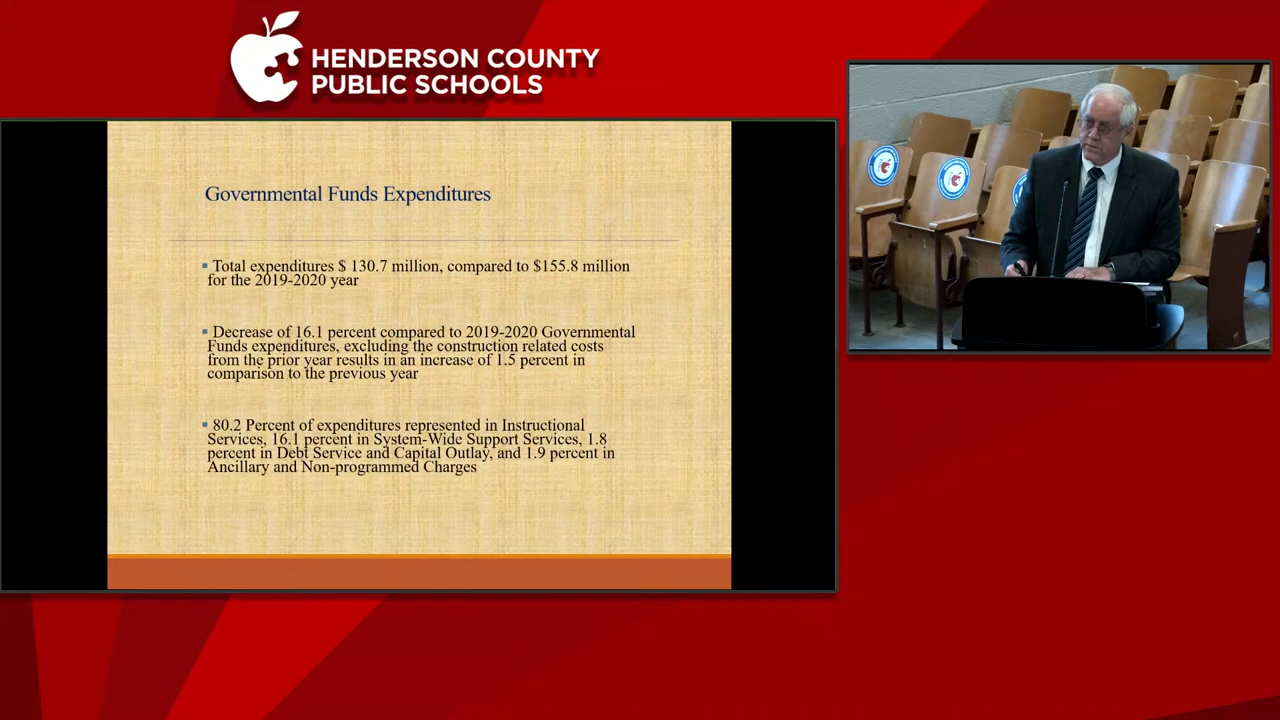 HENDERSON COUNTY
PUBLIC SCHOOLS
Governmental Funds Expenditures
Total expenditures $ 130.7 million, compared to $155.8 million
for the 2019-2020 year
Decrease of 16.1 percent compared to 2019-2020 Governmental
Funds expenditures, excluding the construction related costs
from the prior year results in an increase of 1.5 percent in
comparison to the previous year
80.2 Percent of expenditures represented in Instructional
Services, 16.1 percent in System-Wide Support Services, 1.8
percent in Debt Service and Capital Outlay, and 1.9 percent in
Ancillary and Non-programmed Charges